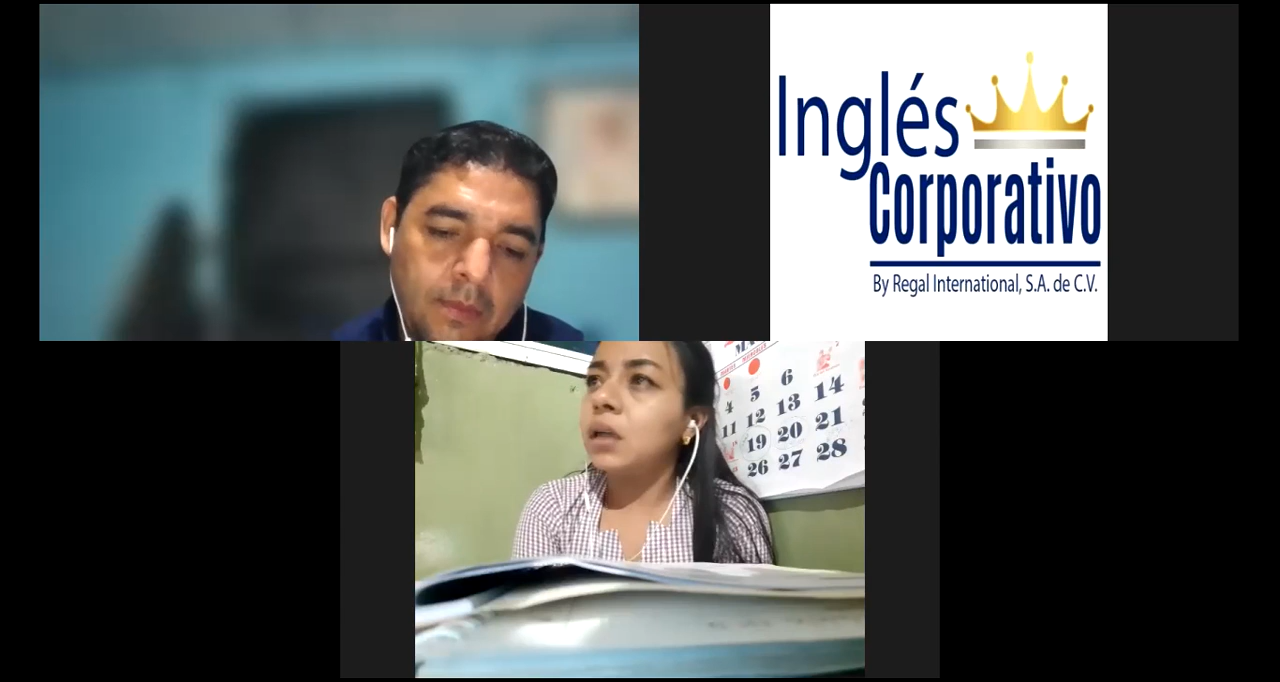 Inglés
Corporativo
By Regal International, S.A. de C.V.
4 5 6
11 12 13 14
19 20 21
26 27 28